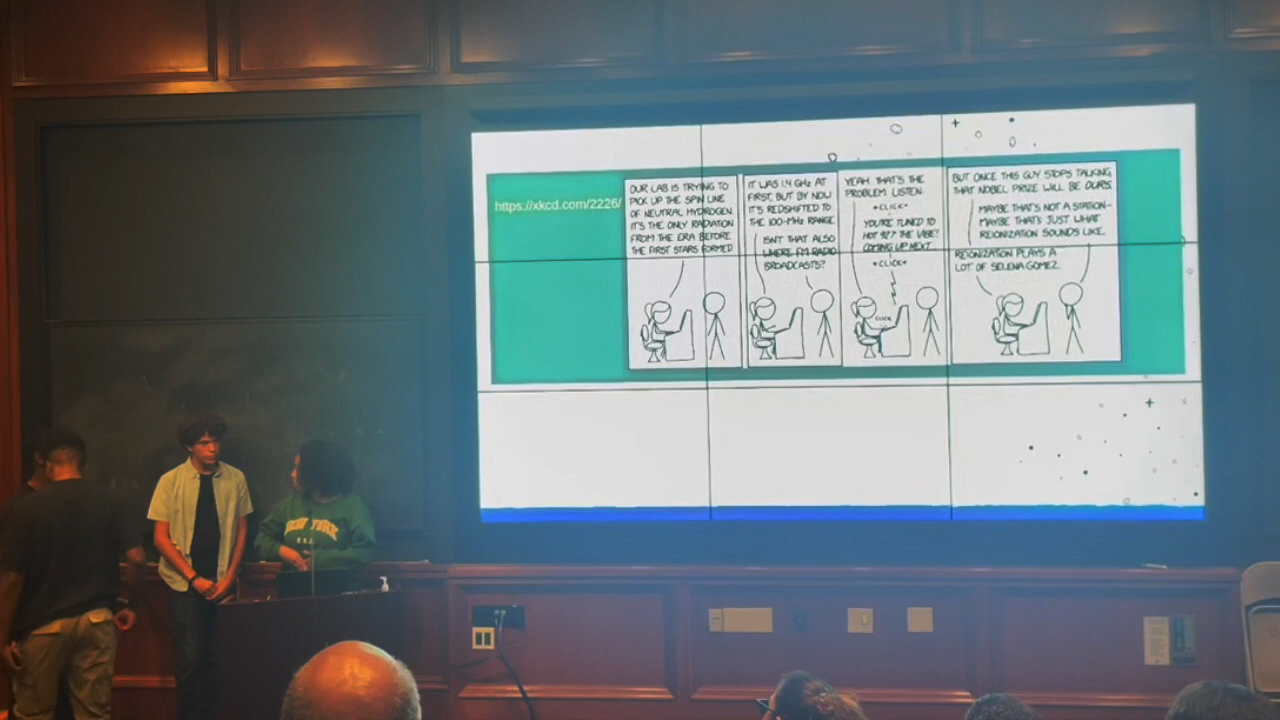 https://xkcd.com/2226/
OUR LAB IS TRYING TO
PICK UP THE SPIN LINE
OF NEUTRAL HYDROGEN.
IT'S THE ONLY RADIATION
FROM THE ERA BEFORE
THE FIRST STARS FORMED
IT WAS 1.4 GHz AT
FIRST, BUT BY NOW
IT'S REDSHIFTED TO
THE 100-MHz RANGE
ISN'T THAT ALSO
WHERE FM RADIO
BROADCASTS?
YEAH THAT'S THE
PROBLEM. LISTEN.
*CLICK*
YOU'RE TUNED TO
HOT 97.7 THE VIBE!
COMING UP NEXT
*CLICK*
CLICK
BUT ONCE THIS GUY STOPS TALKING,
THAT NOBEL PRIZE WILL BE OURS.
MAYBE THAT'S NOT A STATION-
MAYBE THAT'S JUST WHAT
REIONIZATION SOUNDS LIKE.
REIONIZATION PLAYS A
LOT OF SELENA GOMEZ.
NEW YORK